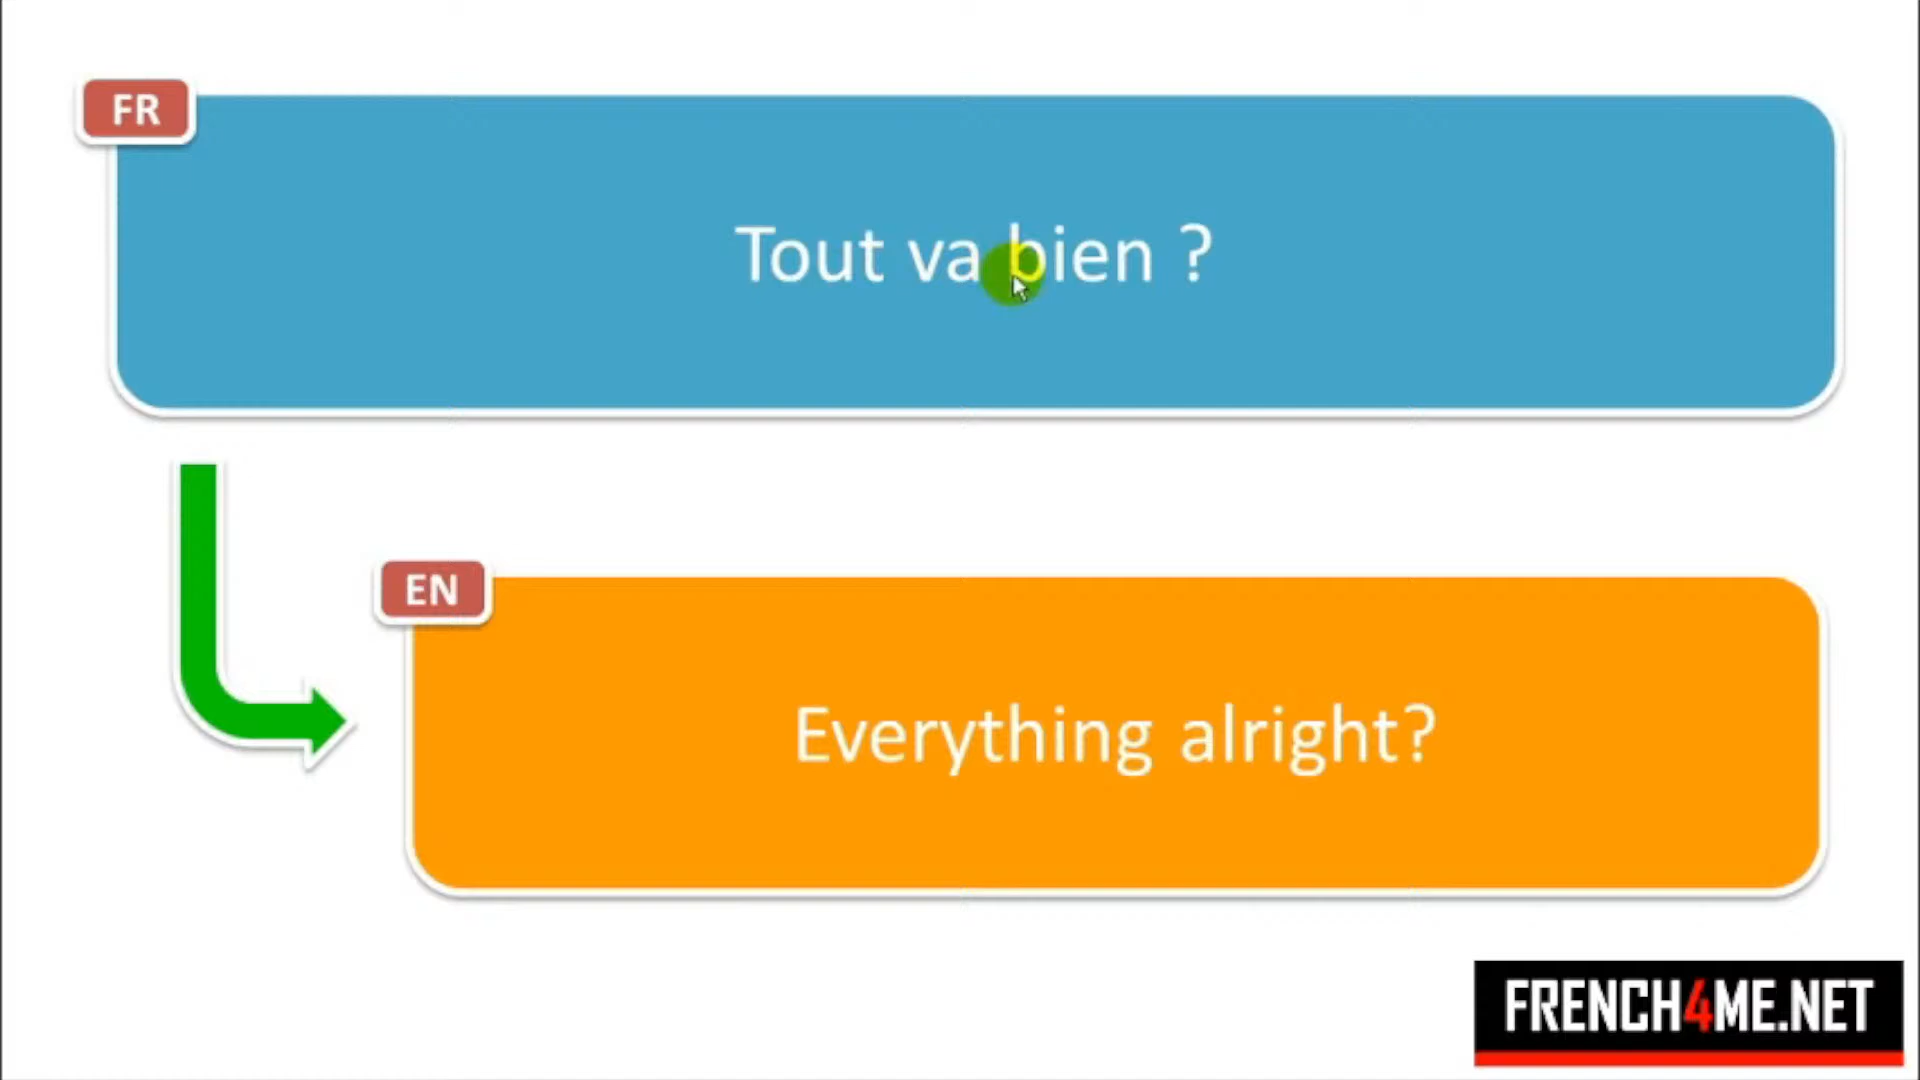 FR
Tout va bien ?
EN
Everything alright?
FRENCH4ME.NET